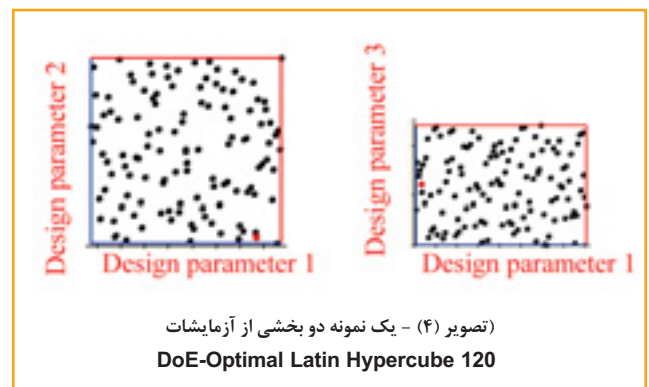 Design parameter 2
Design parameter 1
Design parameter 3
Design parameter 1
(تصویر (۴) - یک نمونه دو بخشی از آزمایشات
DoE-Optimal Latin Hypercube 120